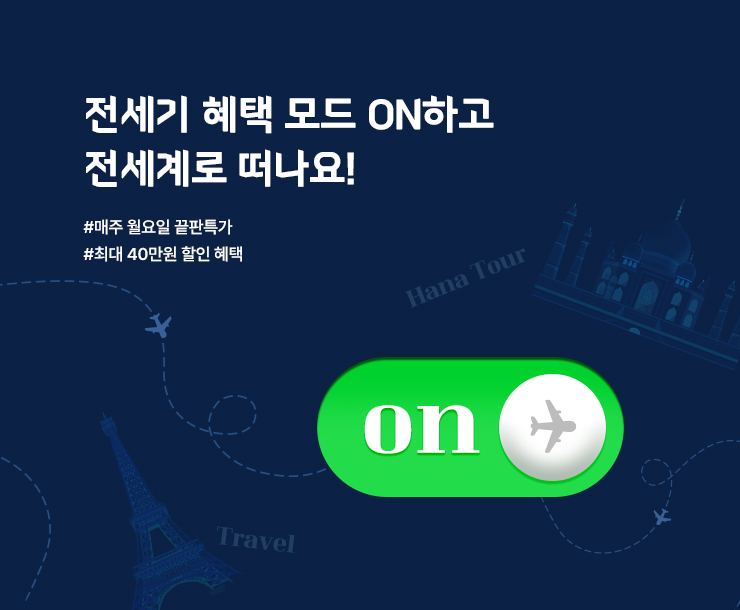 전세기 혜택 모드 ON하고
전세계로 떠나요!
#매주 월요일 끝판특가
#최대 40만원 할인 혜택
Hana Tour
on
Travel